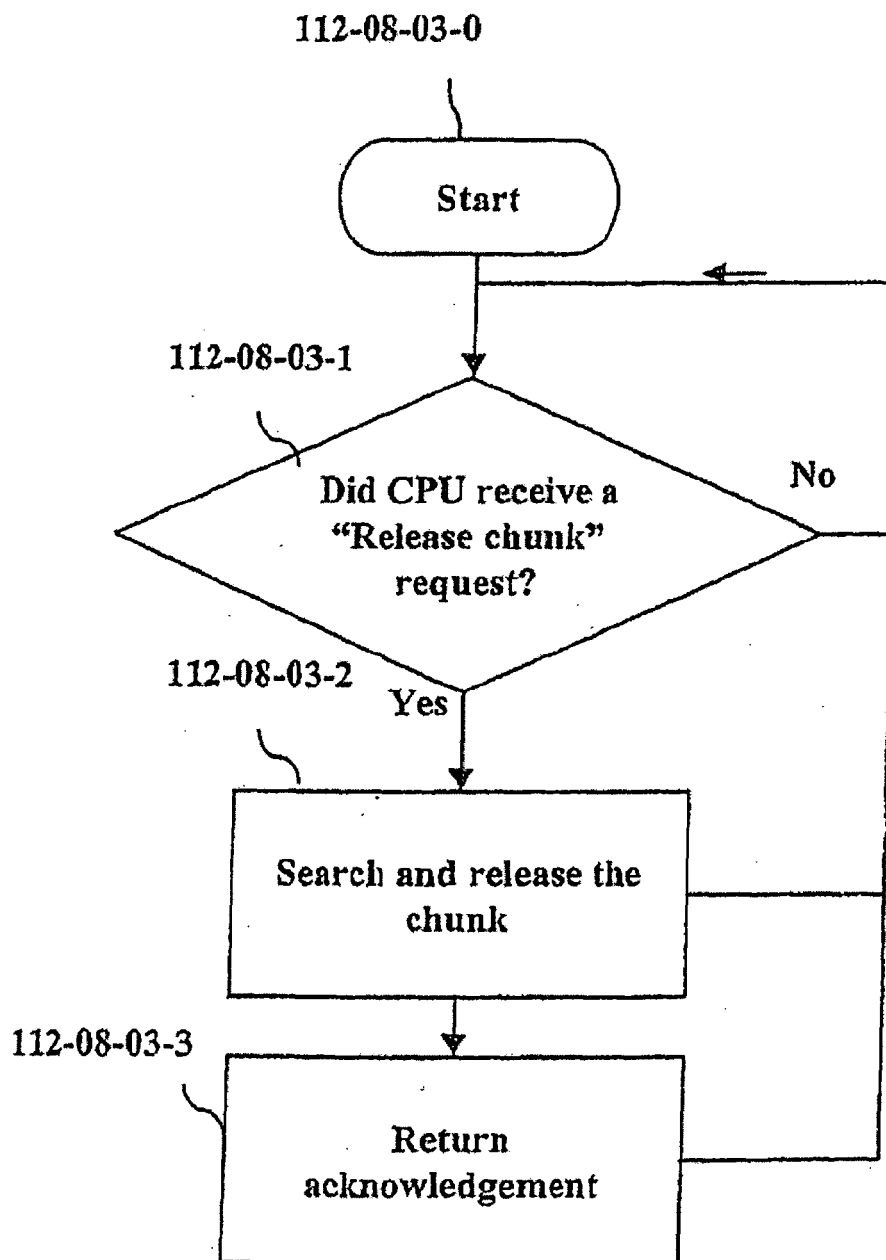 112-08-03-0
Start
112-08-03-1
Did CPU receive a
“Release chunk”
request?
No
112-08-03-2
Yes
Search and release the
chunk
112-08-03-3
Return
acknowledgement